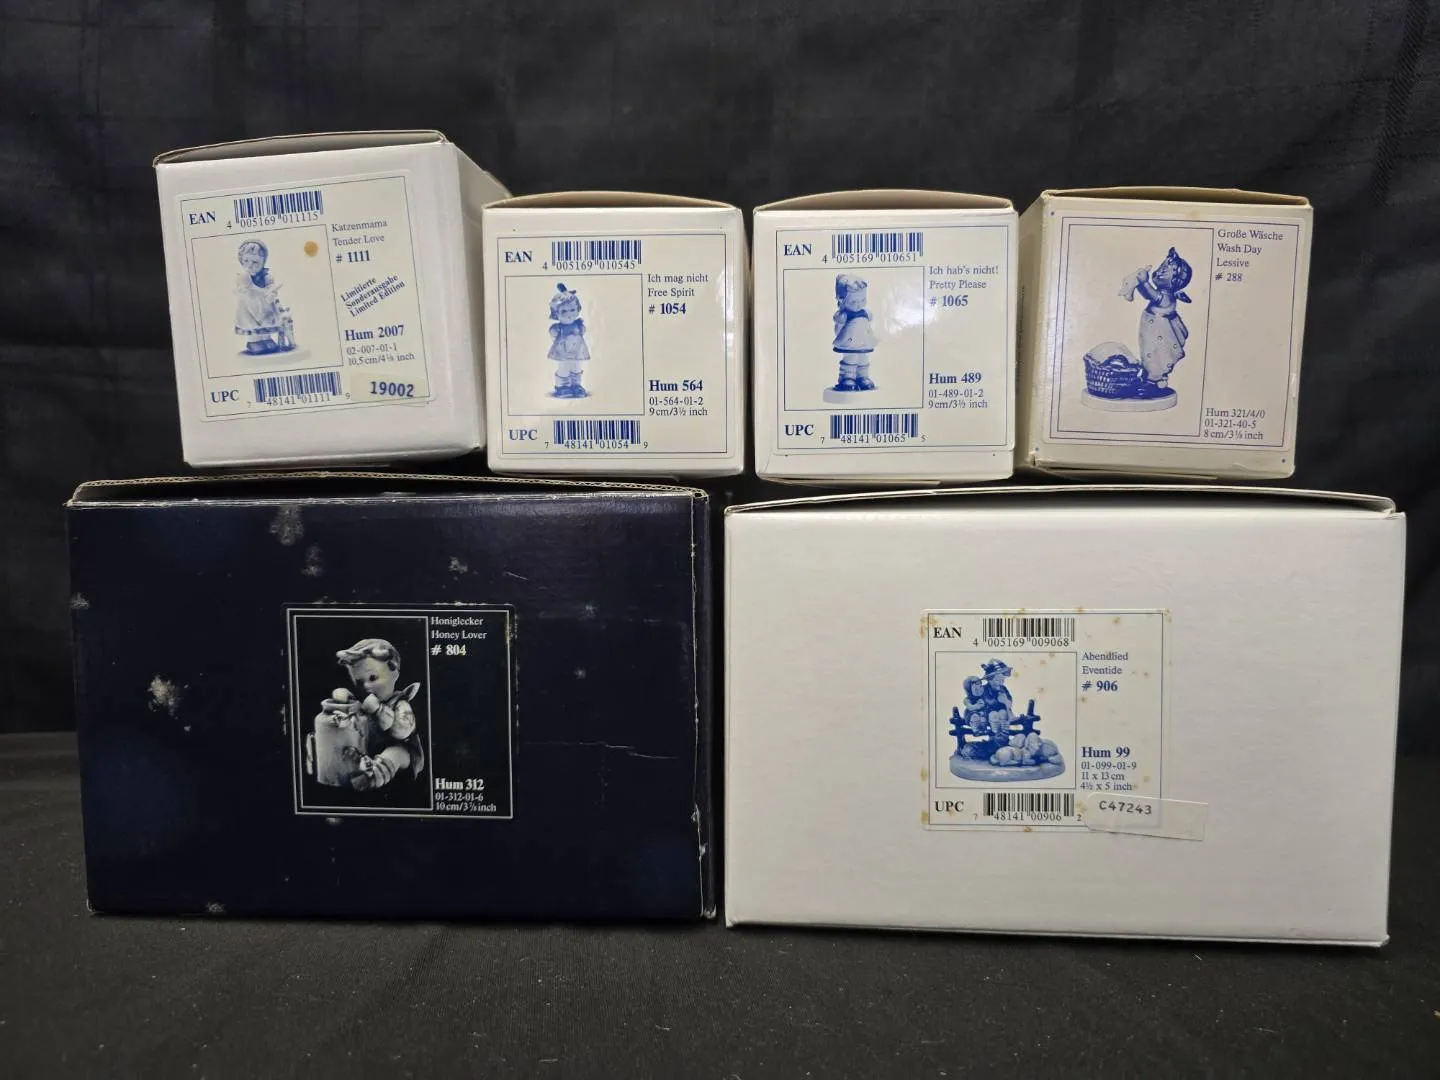 EAN
4 005169 011115
Katzenmama
Tender Love
# 1111
Limitierte
Sonderausgabe
Limited Edition
Hum 2007
02-007-01-1
10,5 cm/4⅛ inch
UPC
7 48141 01111 9
19002
EAN
4 005169 010545
Ich mag nicht
Free Spirit
# 1054
Hum 564
01-564-01-2
9 cm/3½ inch
UPC
7 48141 01054 9
EAN
4 005169 010651
Ich hab's nicht!
Pretty Please
# 1065
Hum 489
01-489-01-2
9 cm/3½ inch
UPC
7 48141 01065 5
Große Wäsche
Wash Day
Lessive
# 288
Hum 321/4/0
01-321-40-5
8 cm/3⅛ inch
Honiglecker
Honey Lover
# 804
Hum 312
01-312-01-6
10 cm/3⅞ inch
EAN
4 005169 009068
Abendlied
Eventide
# 906
Hum 99
01-099-01-9
11 x 13 cm
4½ x 5 inch
UPC
7 48141 00906 2
C47243